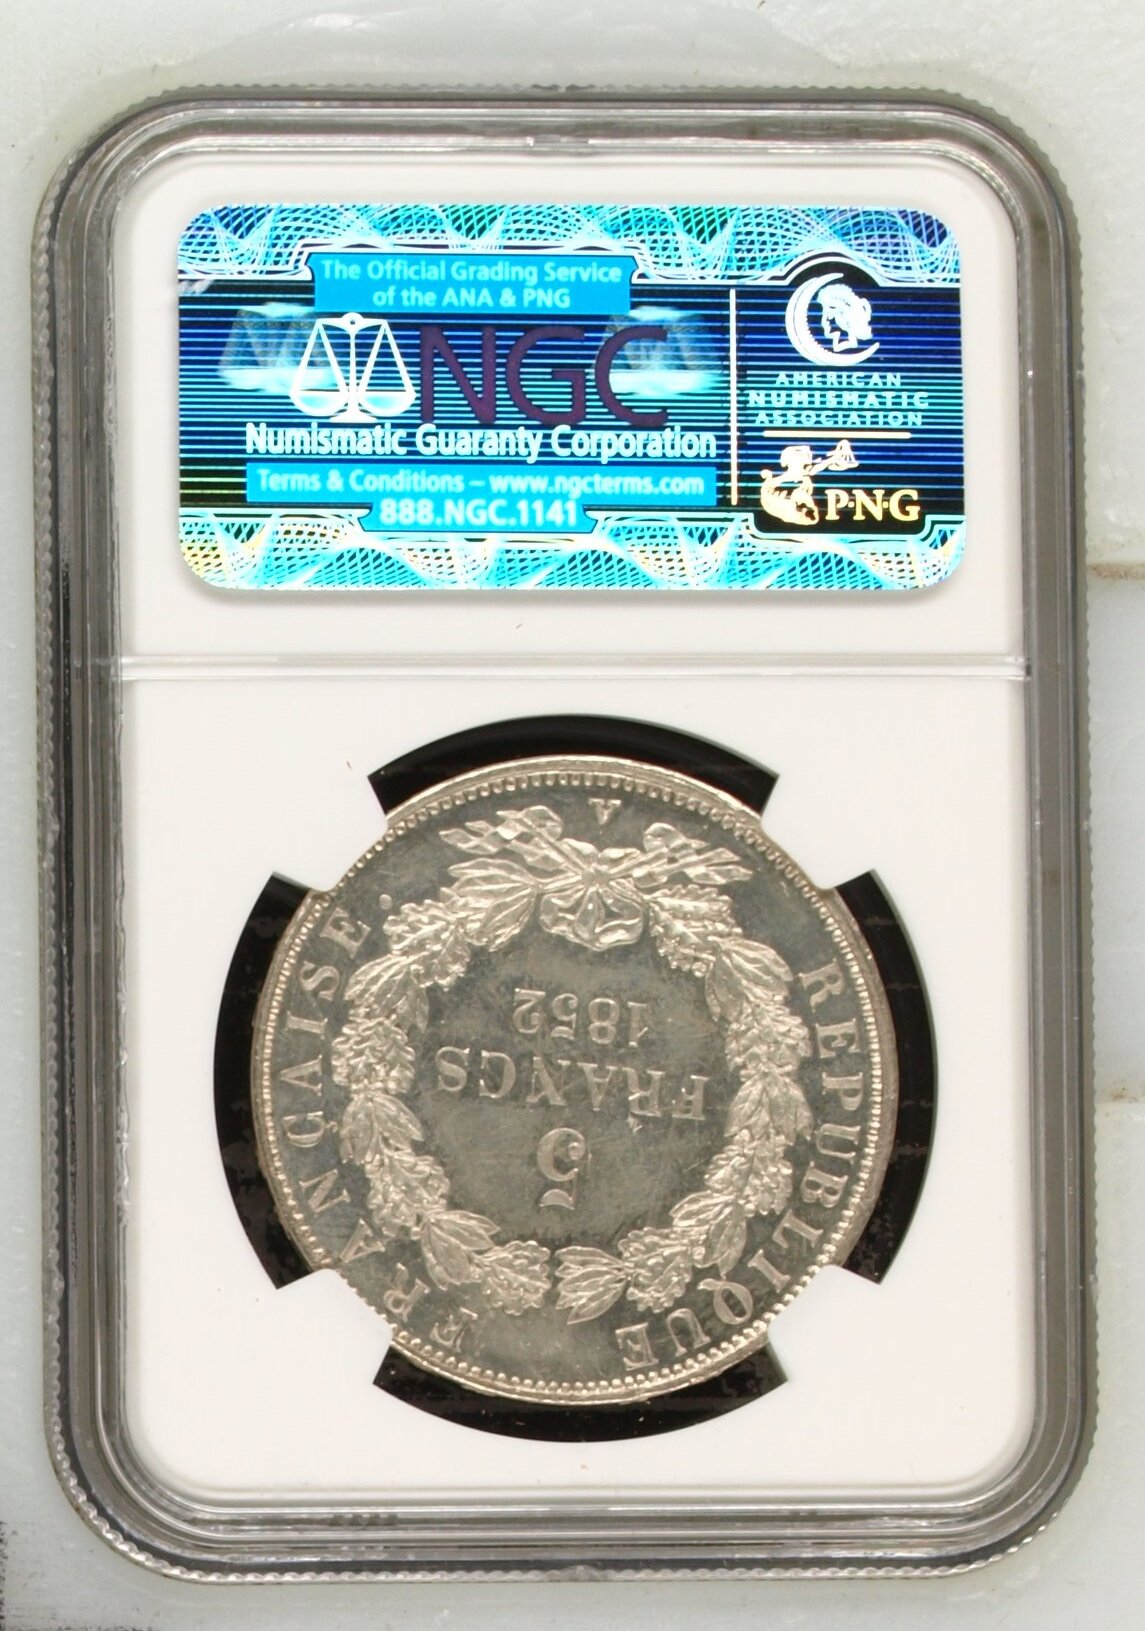 The Official Grading Service
of the ANA & PNG
NGC
Numismatic Guaranty Corporation
Terms & Conditions – www.ngcterms.com
888.NGC.1141
AMERICAN
NUMISMATIC
ASSOCIATION
P·N·G
REPUBLIQUE FRANÇAISE.
5
FRANCS
1852
A